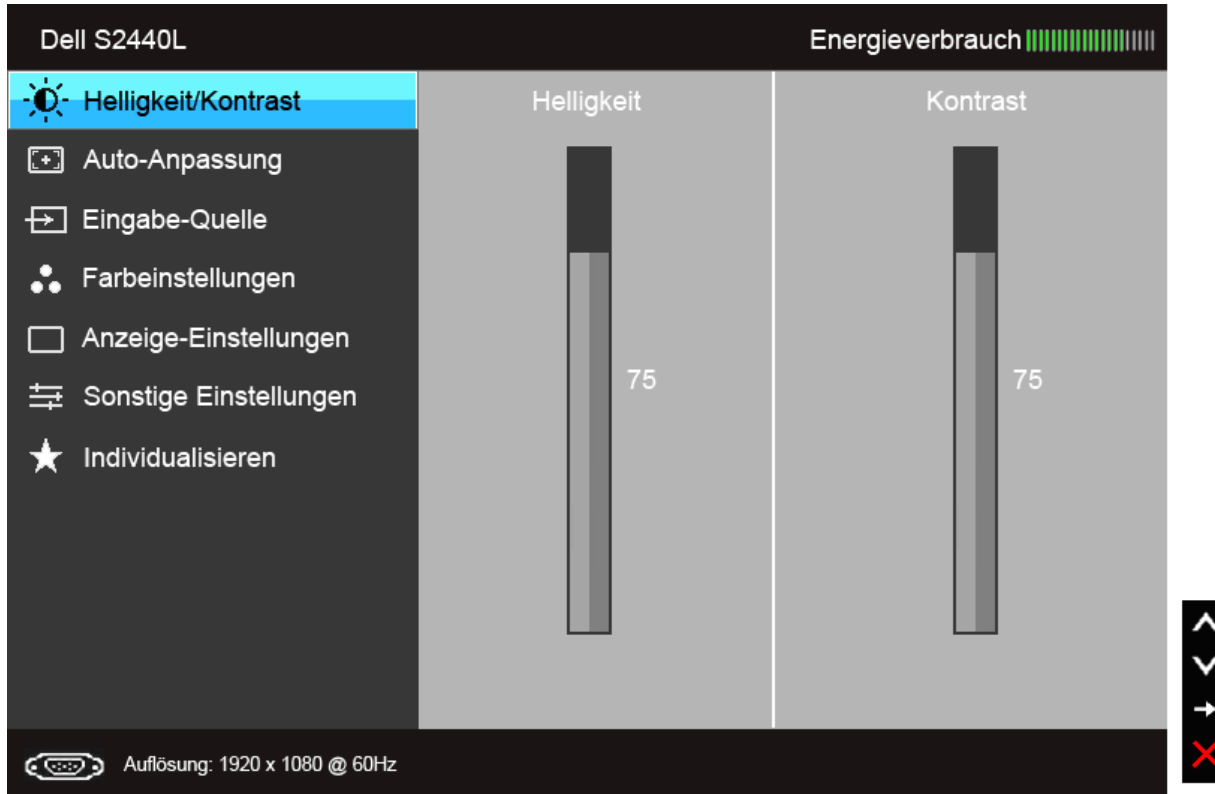 Dell S2440L
Energieverbrauch
Helligkeit/Kontrast
Auto-Anpassung
Eingabe-Quelle
Farbeinstellungen
Anzeige-Einstellungen
Sonstige Einstellungen
Individualisieren
Helligkeit
75
Kontrast
75
Auflösung: 1920 x 1080 @ 60Hz